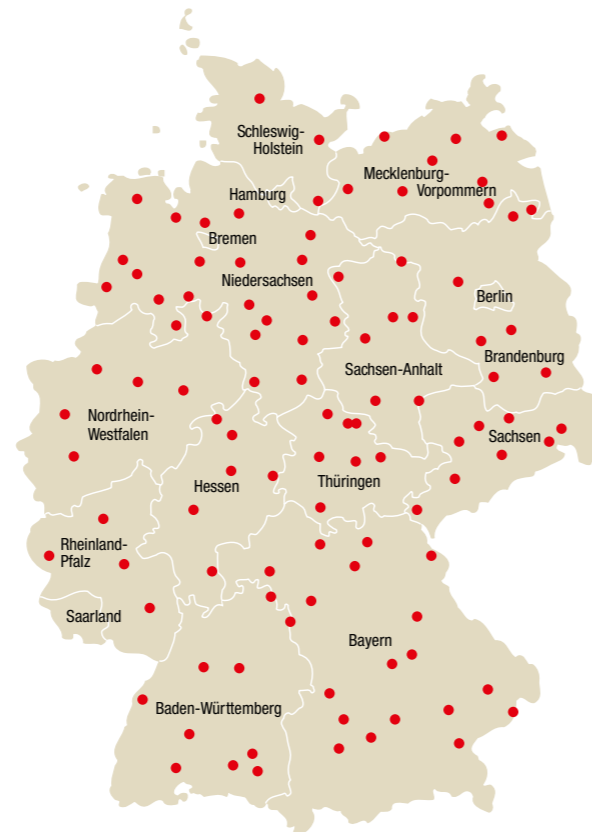 Schleswig-
Holstein
Mecklenburg-
Vorpommern
Hamburg
Bremen
Niedersachsen
Berlin
Brandenburg
Sachsen-Anhalt
Nordrhein-
Westfalen
Sachsen
Hessen
Thüringen
Rheinland-
Pfalz
Saarland
Bayern
Baden-Württemberg